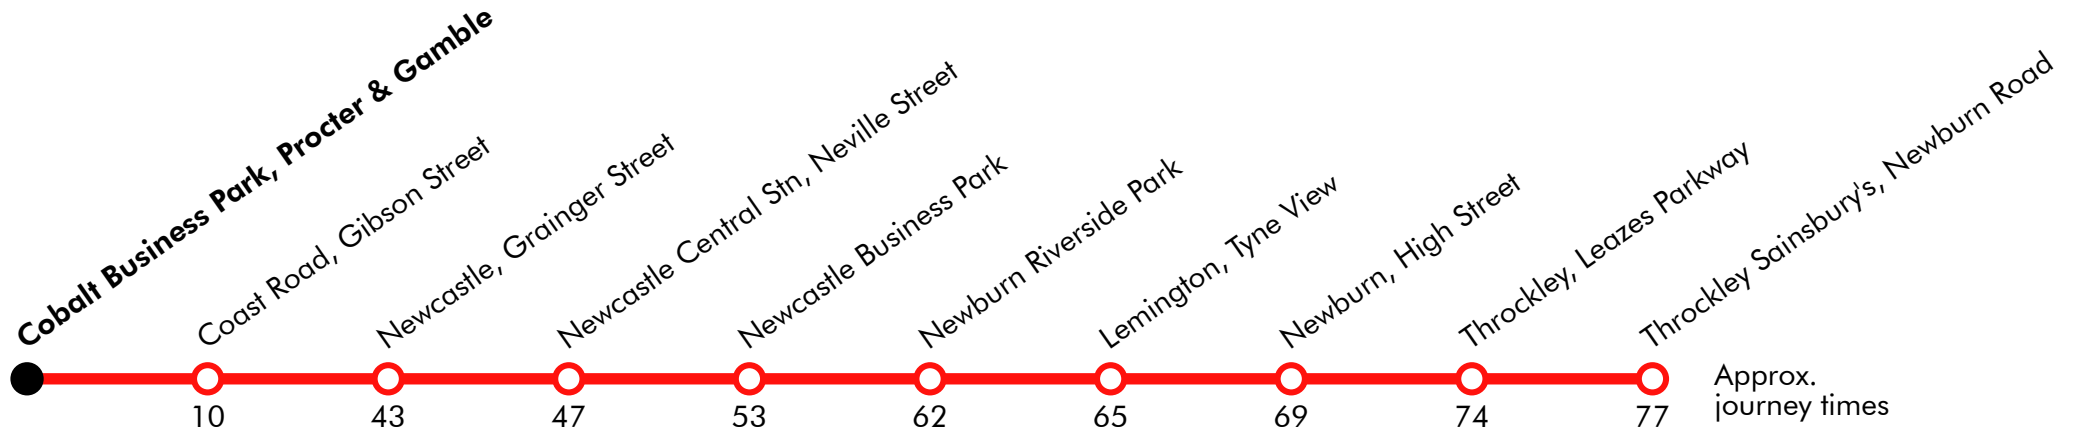 Cobalt Business Park, Procter & Gamble
Coast Road, Gibson Street
Newcastle, Grainger Street
Newcastle Central Stn, Neville Street
Newcastle Business Park
Newburn Riverside Park
Lemington, Tyne View
Newburn, High Street
Throckley, Leazes Parkway
Throckley Sainsbury's, Newburn Road
10 43 47 53 62 65 69 74 77
Approx.
journey times